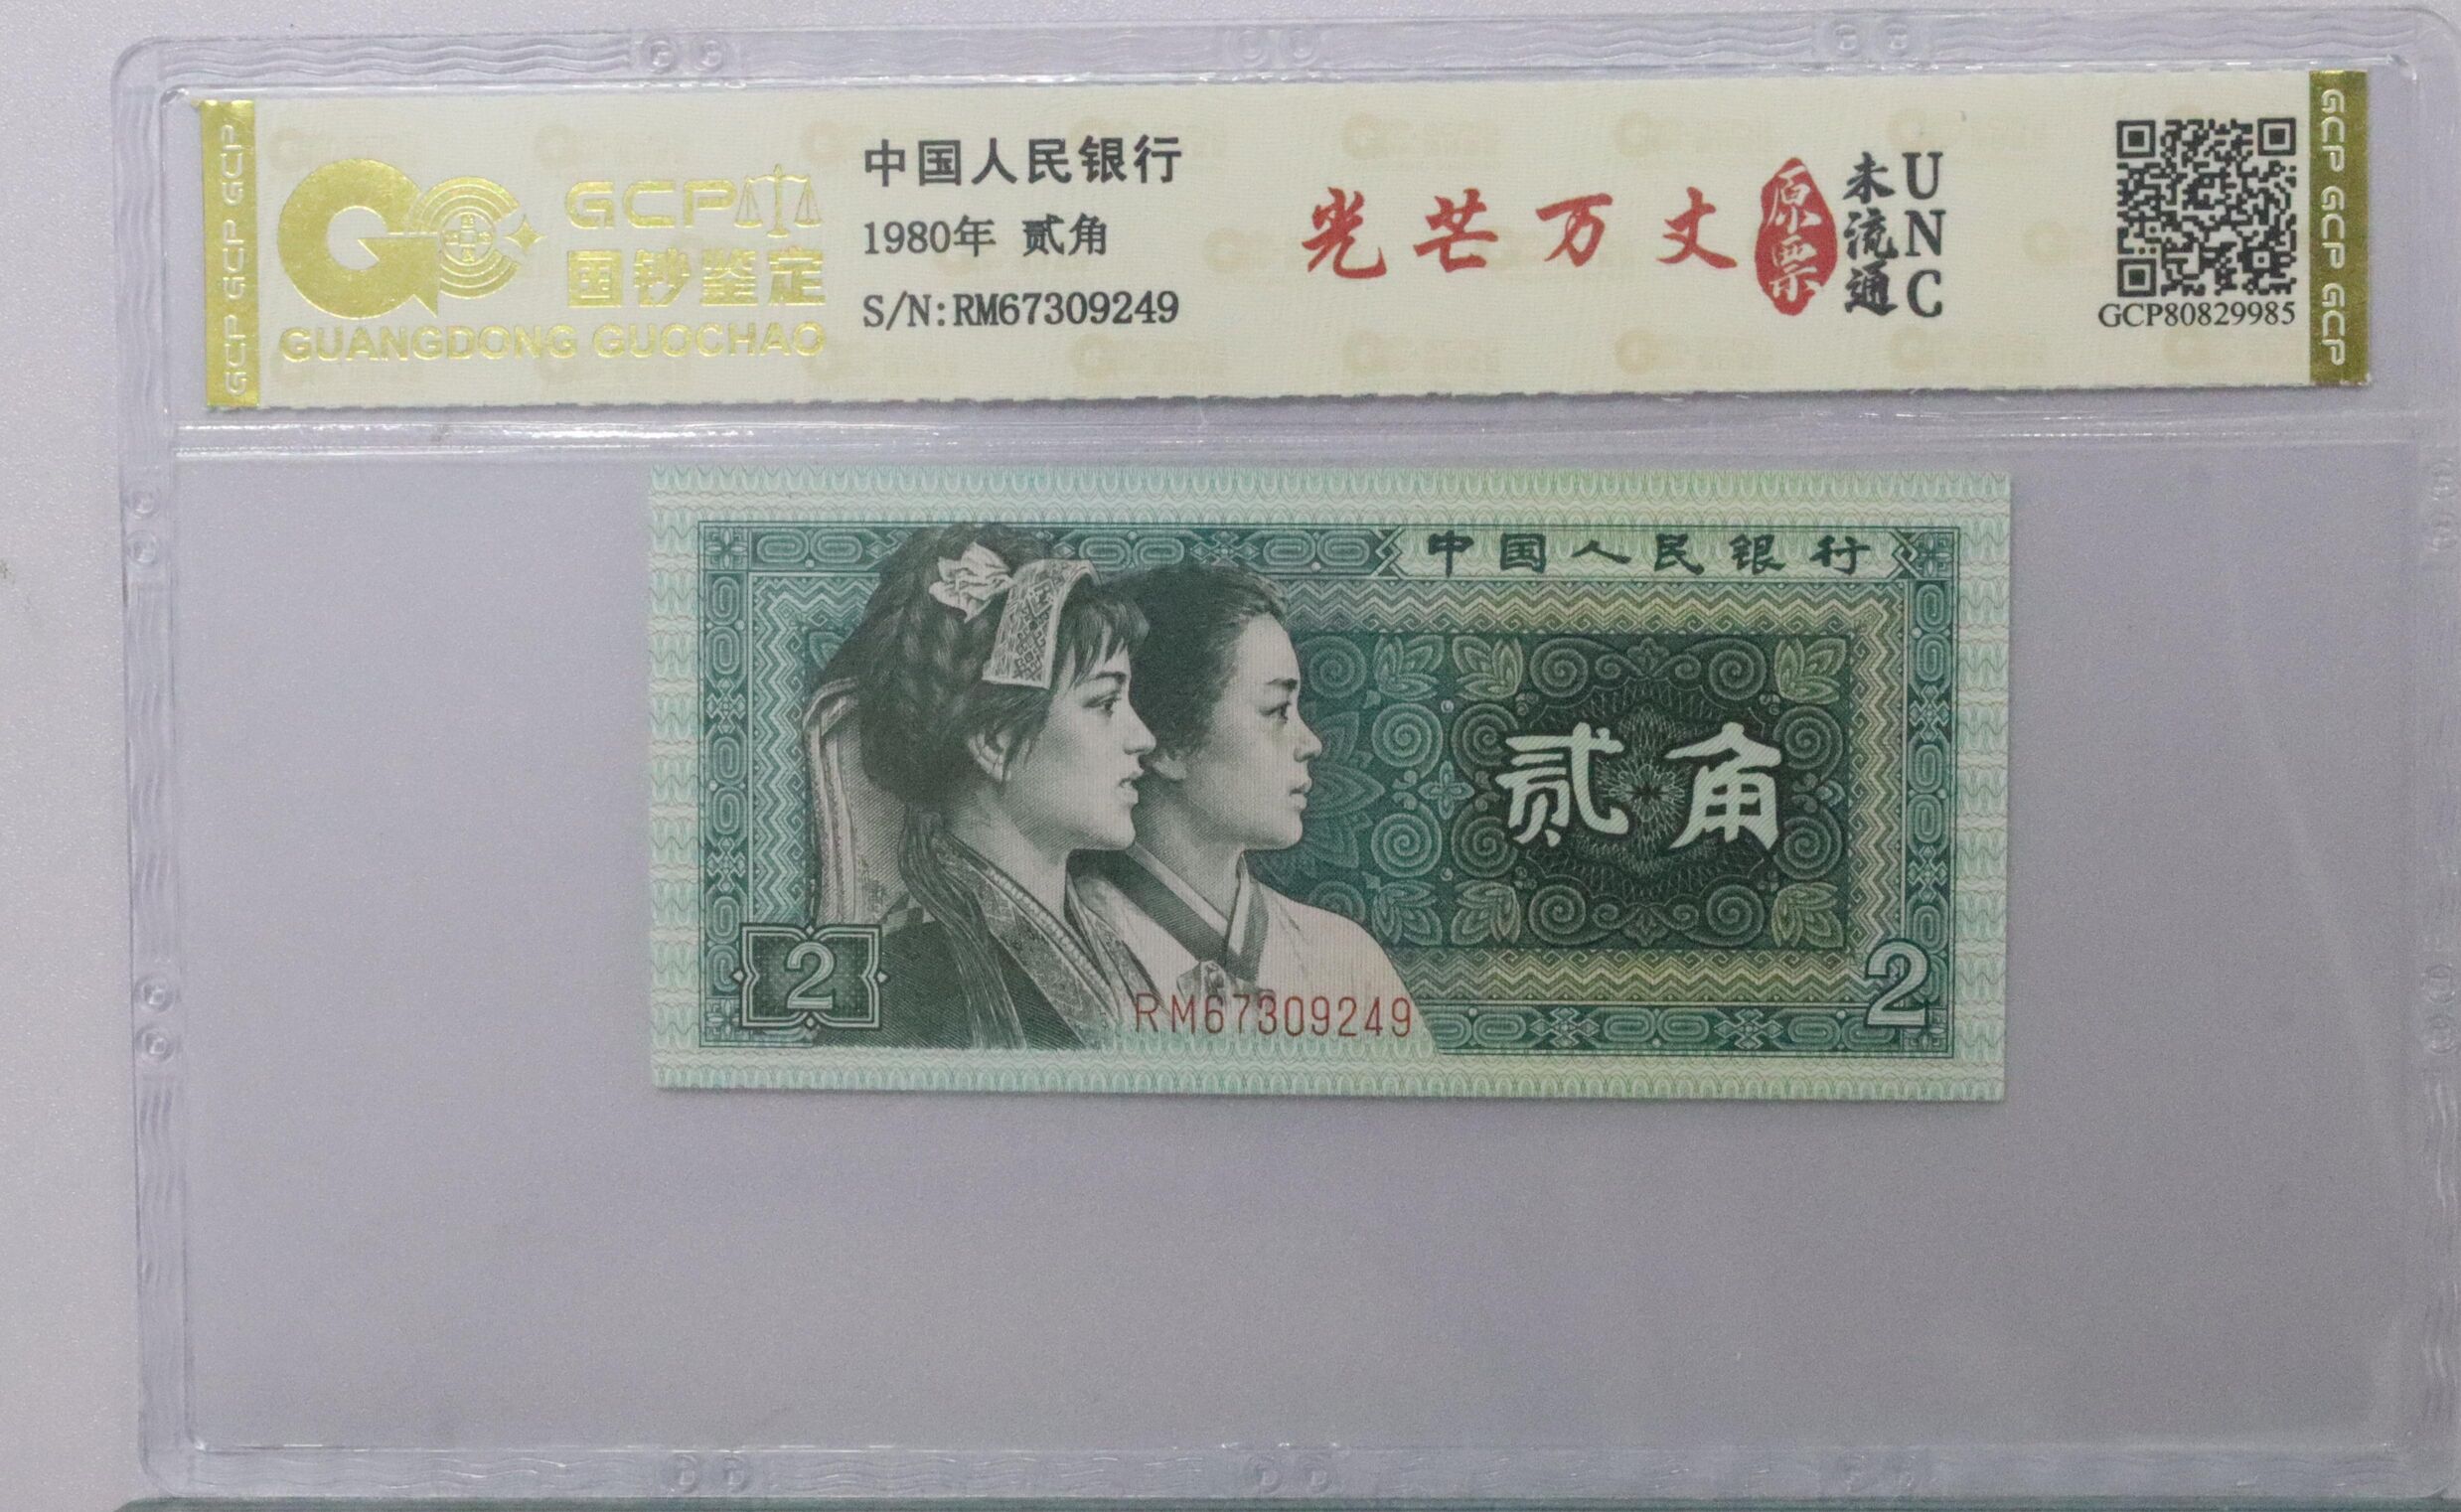 GCP GCP GCP
GCP
国钞鉴定
GUANGDONG GUOCHAO
中国人民银行
1980年 贰角
S/N:RM67309249
光芒万丈
原票
未流通
UNC
GCP80829985
GCP GCP GCP
中国人民银行
贰角
2
RM67309249
2